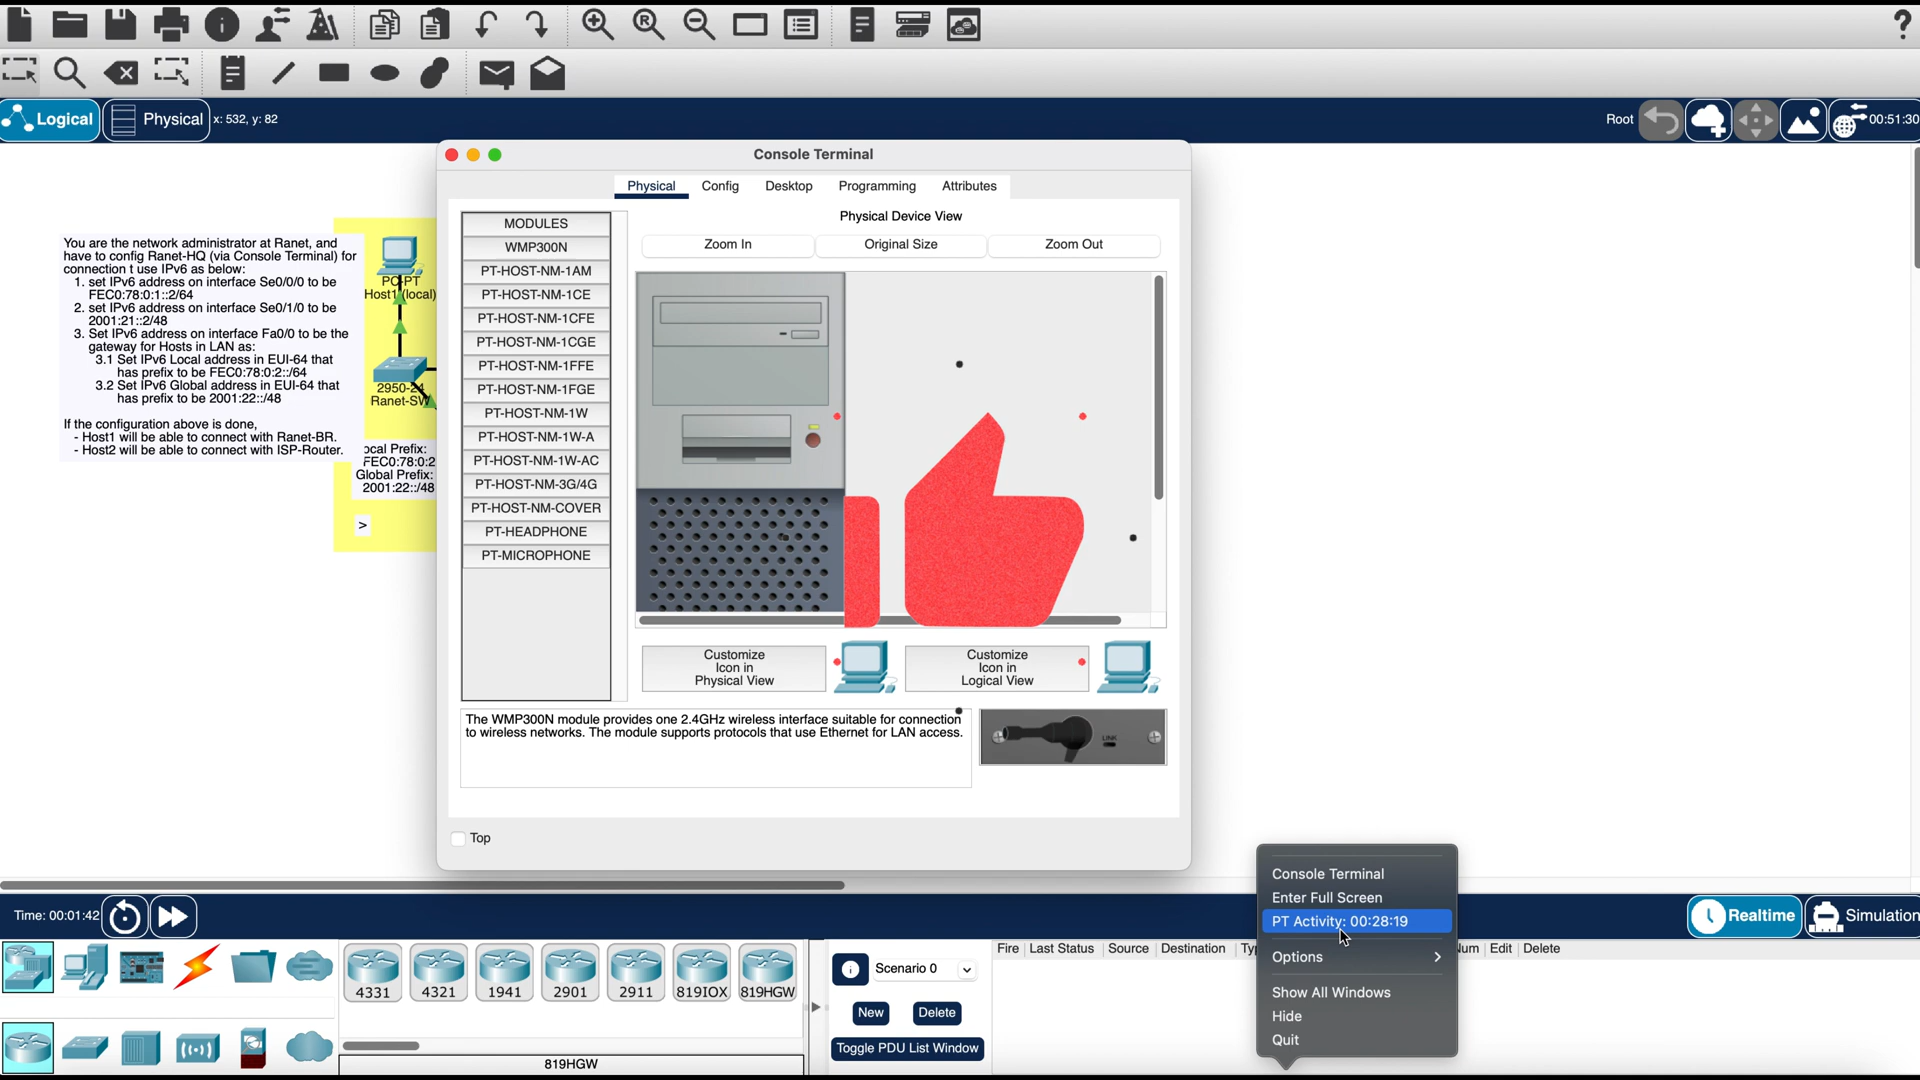 Logical
Physical
x: 532, y: 82
Root
00:51:30
Console Terminal
Physical
Config
Desktop
Programming
Attributes
MODULES
WMP300N
PT-HOST-NM-1AM
PT-HOST-NM-1CE
PT-HOST-NM-1CFE
PT-HOST-NM-1CGE
PT-HOST-NM-1FFE
PT-HOST-NM-1FGE
PT-HOST-NM-1W
PT-HOST-NM-1W-A
PT-HOST-NM-1W-AC
PT-HOST-NM-3G/4G
PT-HOST-NM-COVER
PT-HEADPHONE
PT-MICROPHONE
Physical Device View
Zoom In
Original Size
Zoom Out
You are the network administrator at Ranet, and
have to config Ranet-HQ (via Console Terminal) for
connection t use IPv6 as below:
1. set IPv6 address on interface Se0/0/0 to be
FEC0:78:0:1::2/64
2. set IPv6 address on interface Se0/1/0 to be
2001:21::2/48
3. Set IPv6 address on interface Fa0/0 to be the
gateway for Hosts in LAN as:
3.1 Set IPv6 Local address in EUI-64 that
has prefix to be FEC0:78:0:2::/64
3.2 Set IPv6 Global address in EUI-64 that
has prefix to be 2001:22::/48
If the configuration above is done,
- Host1 will be able to connect with Ranet-BR.
- Host2 will be able to connect with ISP-Router.
PC-PT
Host1 (local)
2950-24
Ranet-SW
ocal Prefix:
FEC0:78:0:2
Global Prefix:
2001:22::/48
>
Customize
Icon in
Physical View
Customize
Icon in
Logical View
The WMP300N module provides one 2.4GHz wireless interface suitable for connection
to wireless networks. The module supports protocols that use Ethernet for LAN access.
LINK
Top
Console Terminal
Enter Full Screen
PT Activity: 00:28:19
Options
Show All Windows
Hide
Quit
Time: 00:01:42
Realtime
Simulation
4331
4321
1941
2901
2911
819IOX
819HGW
819HGW
Scenario 0
New
Delete
Toggle PDU List Window
Fire
Last Status
Source
Destination
Ty
Num
Edit
Delete